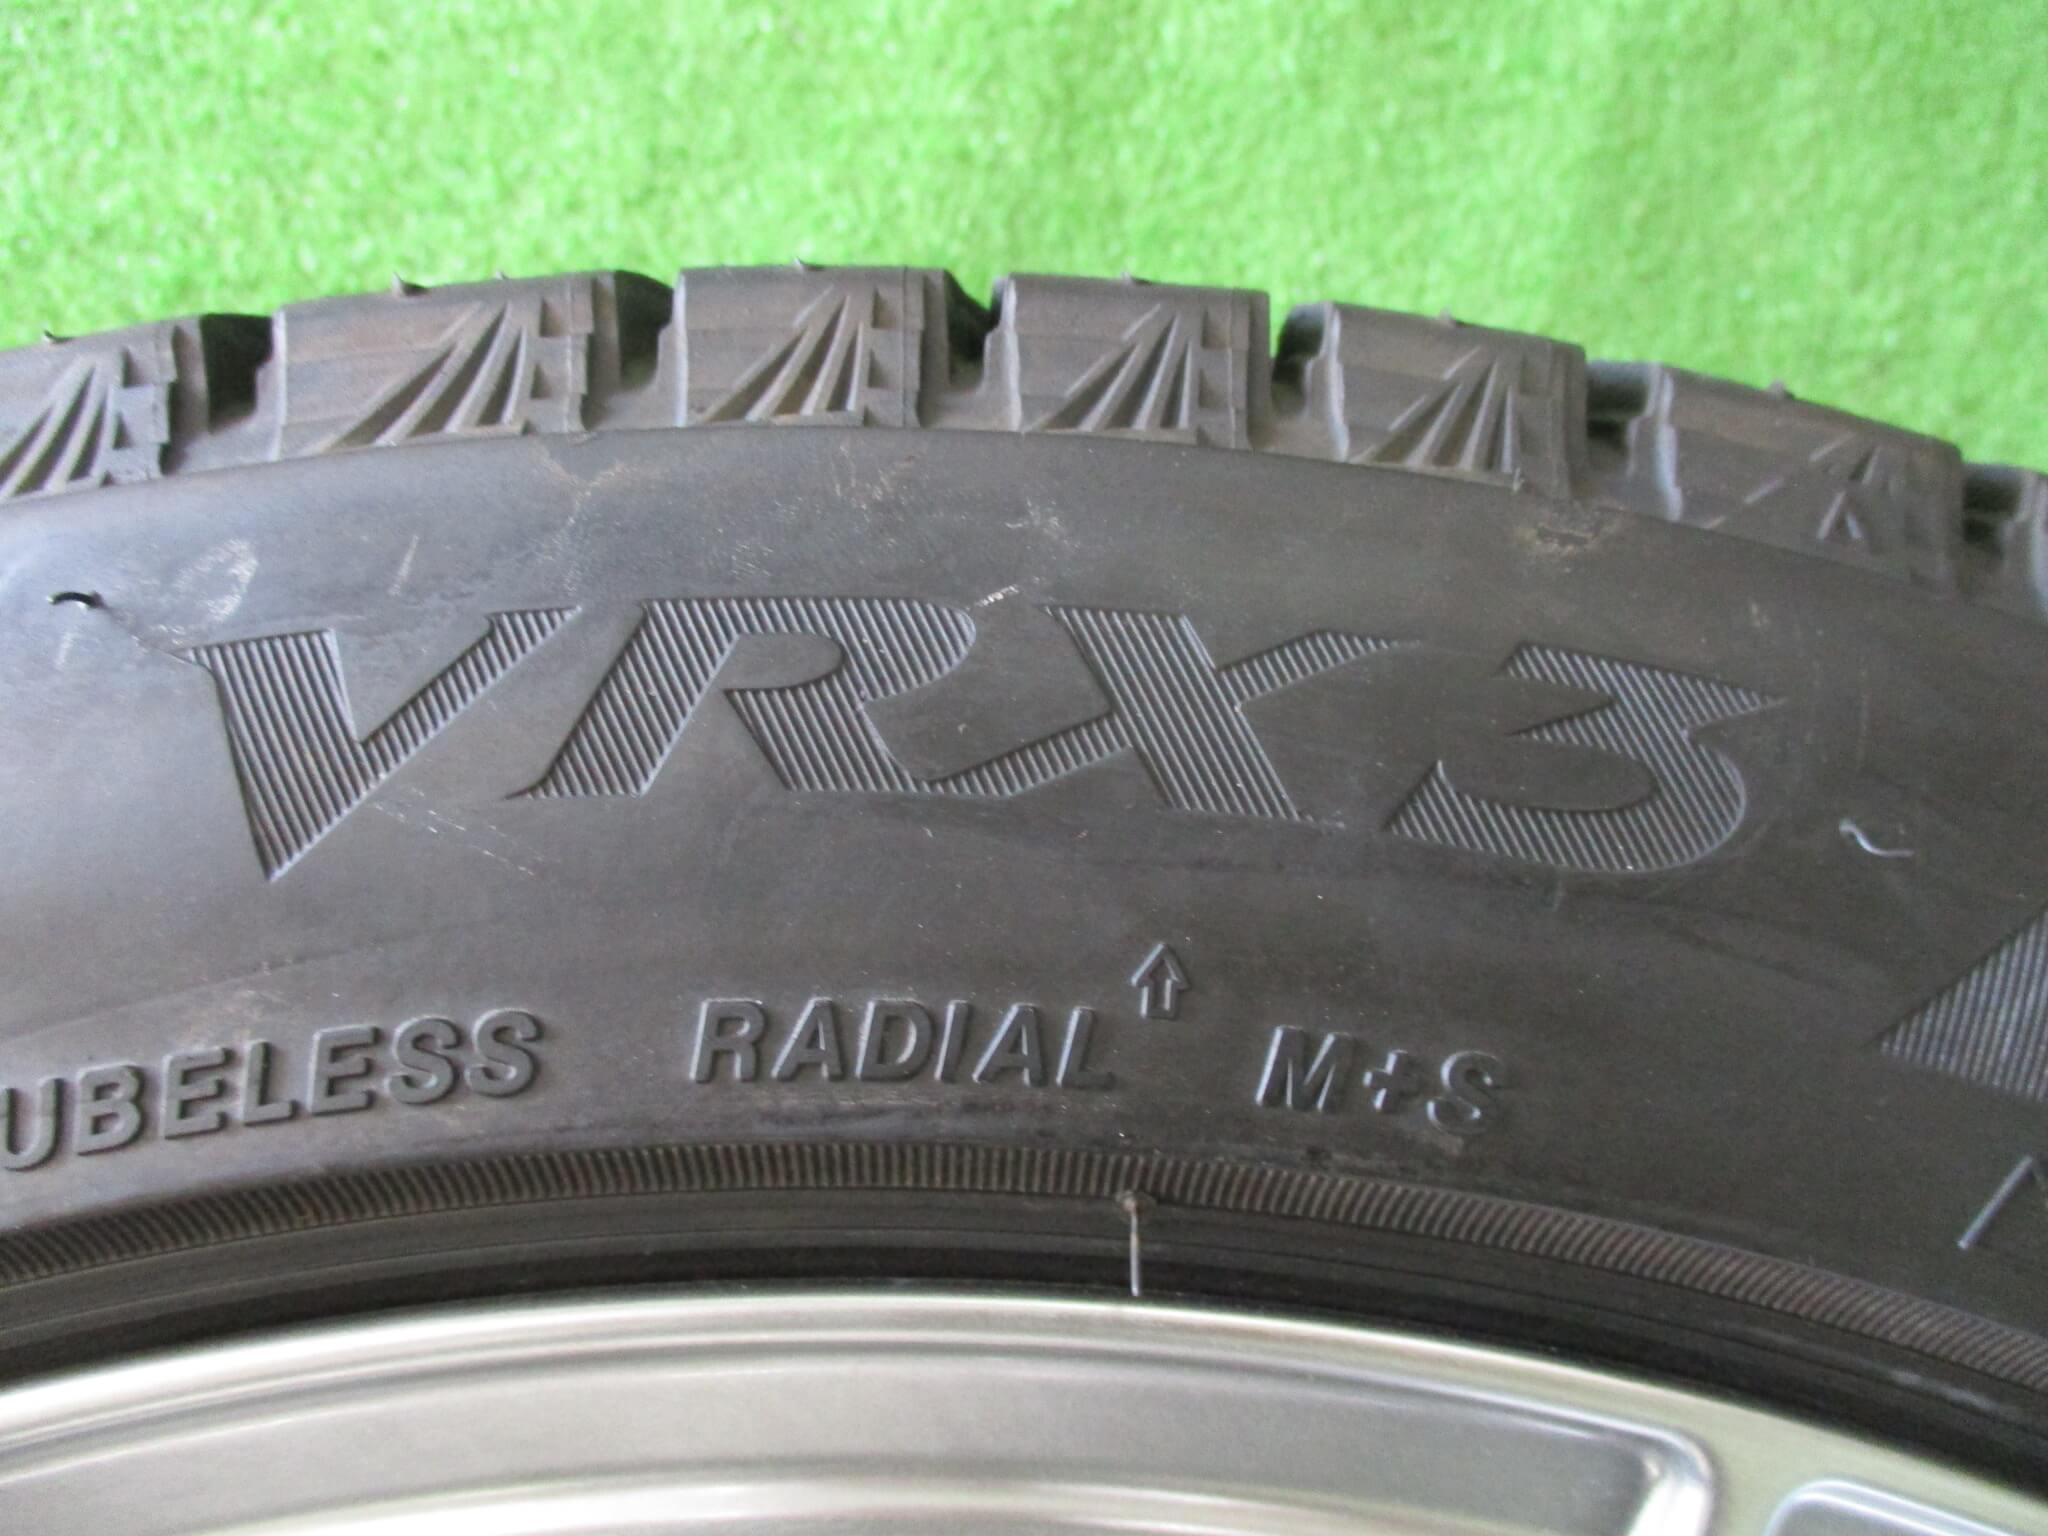 VRX3
UBELESS RADIAL M+S